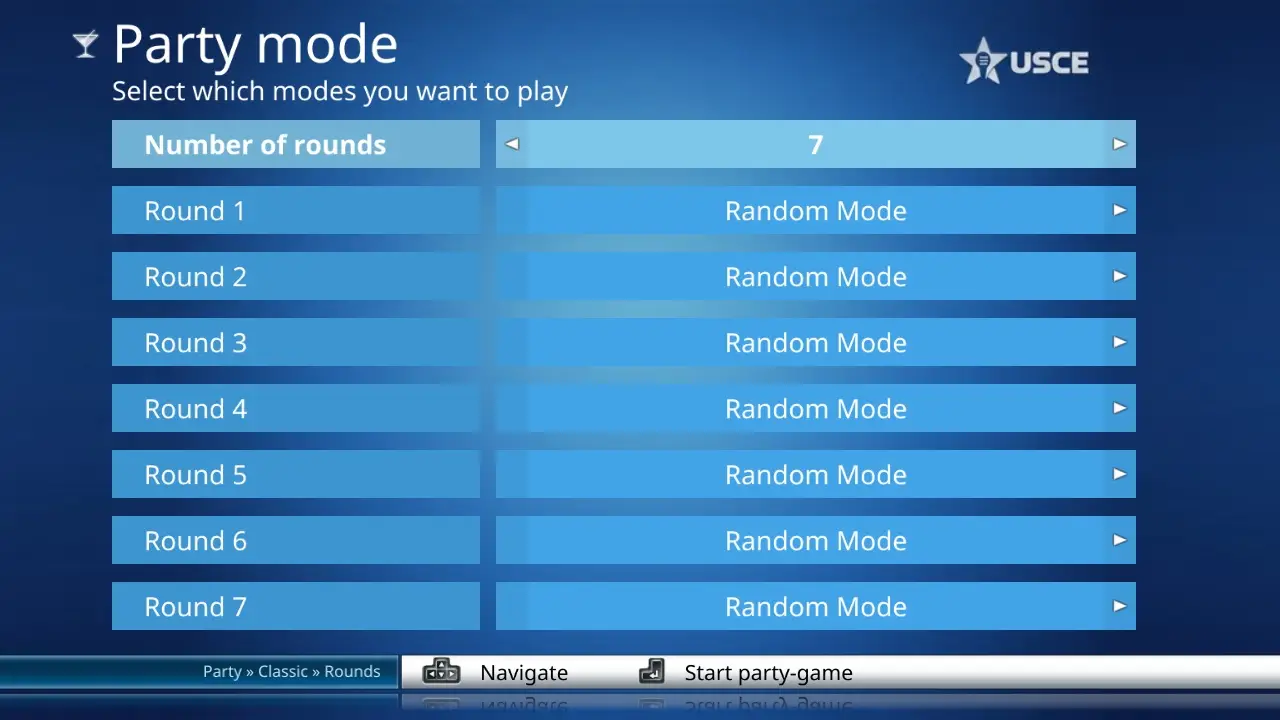 Party mode
Select which modes you want to play
USCE
Number of rounds 7
Round 1 Random Mode
Round 2 Random Mode
Round 3 Random Mode
Round 4 Random Mode
Round 5 Random Mode
Round 6 Random Mode
Round 7 Random Mode
Party » Classic » Rounds Navigate Start party-game